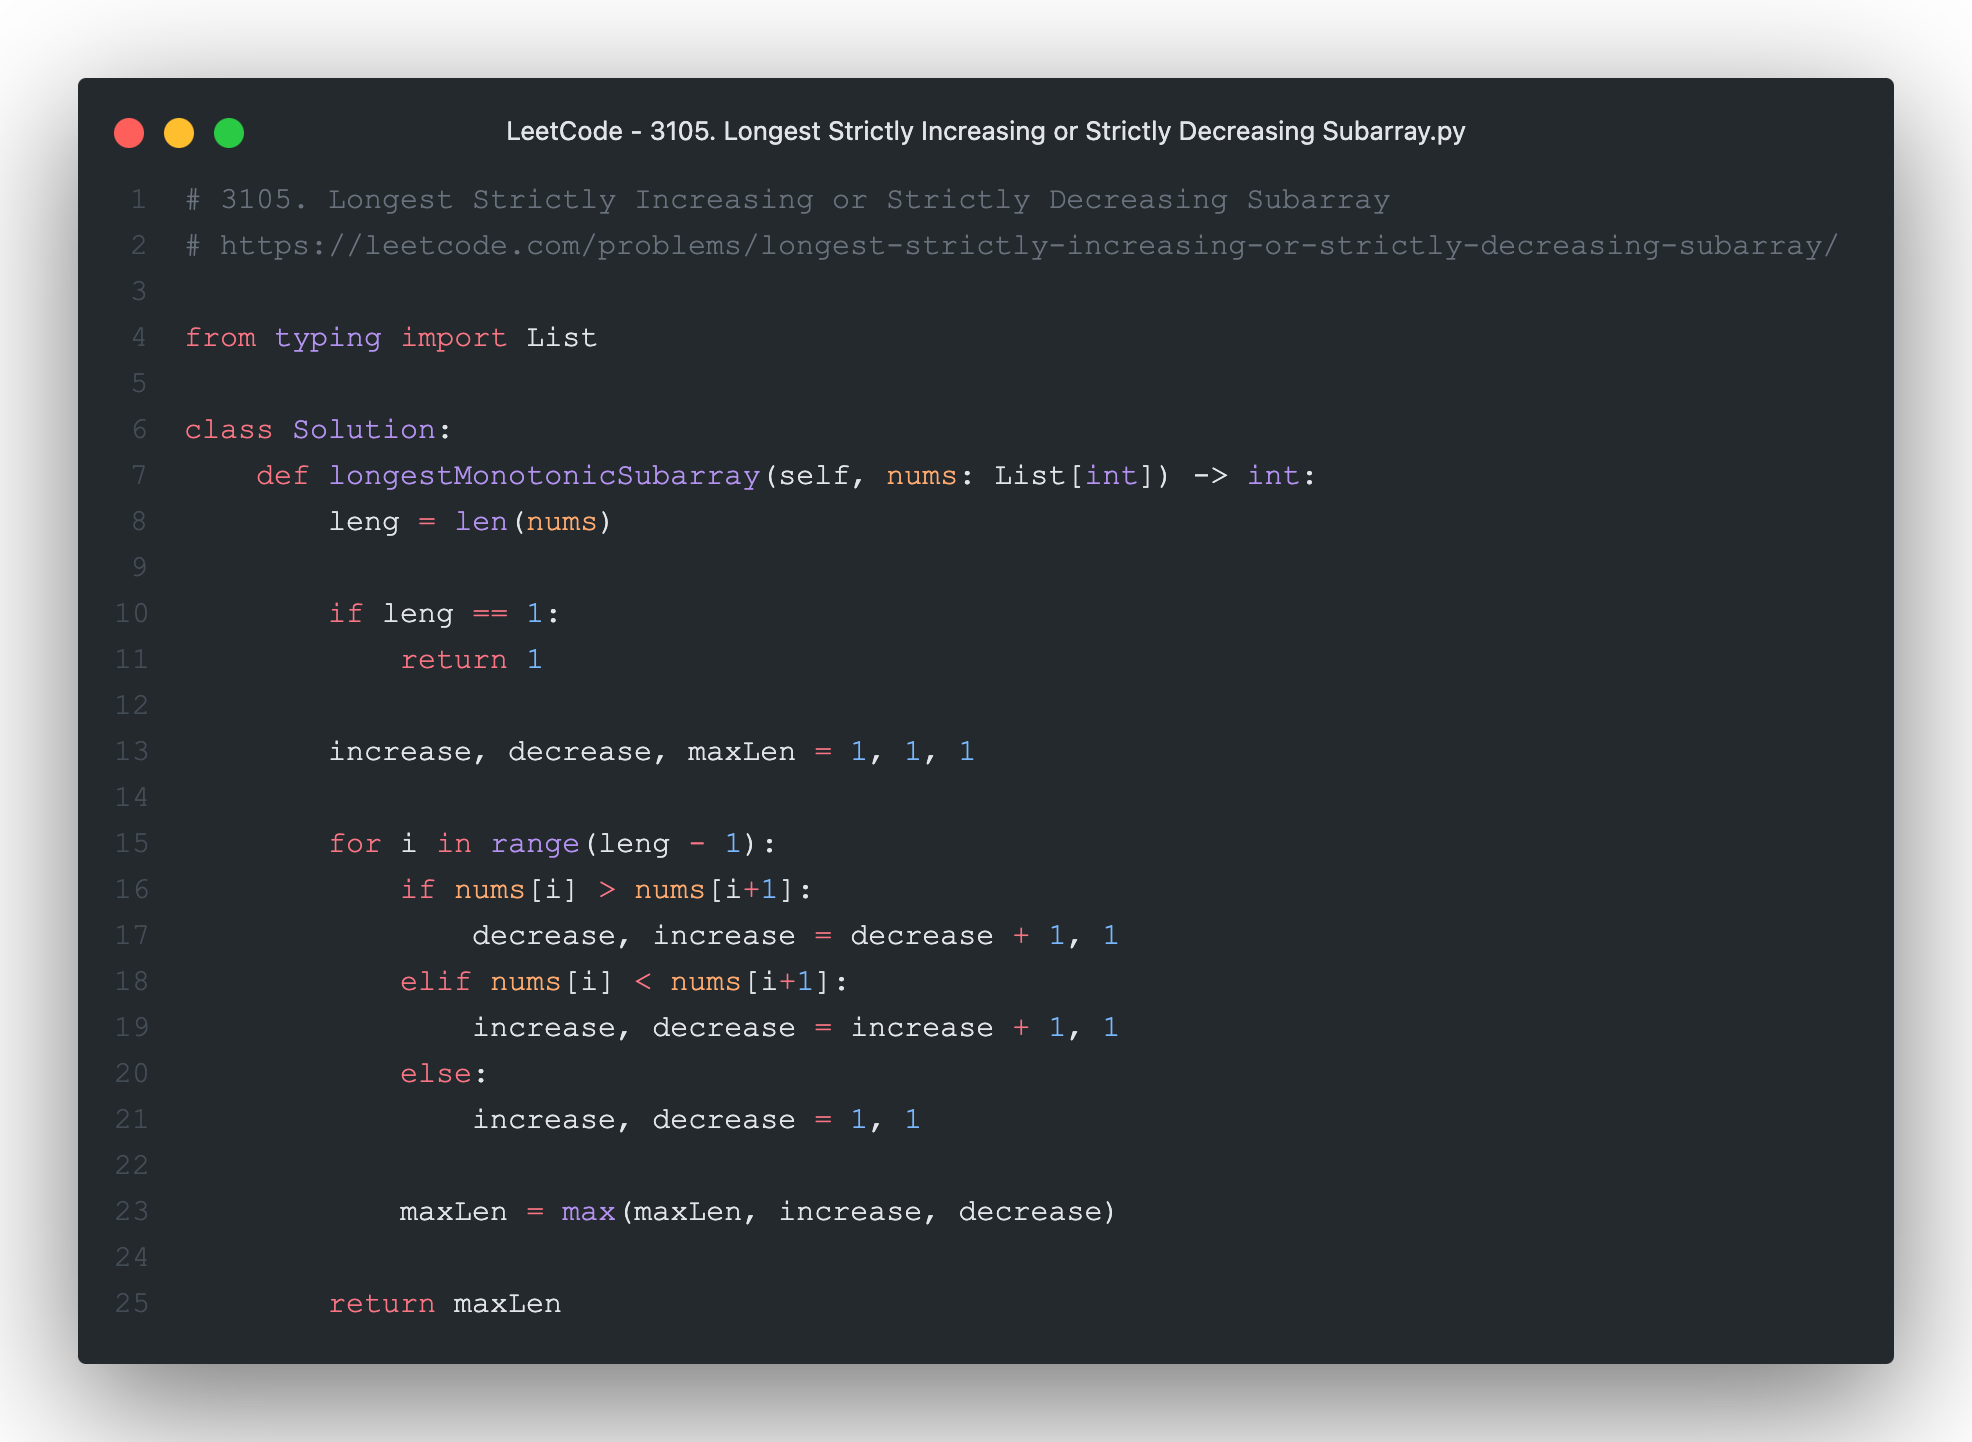 LeetCode - 3105. Longest Strictly Increasing or Strictly Decreasing Subarray.py
1 # 3105. Longest Strictly Increasing or Strictly Decreasing Subarray
2 # https://leetcode.com/problems/longest-strictly-increasing-or-strictly-decreasing-subarray/
3
4 from typing import List
5
6 class Solution:
7     def longestMonotonicSubarray(self, nums: List[int]) -> int:
8         leng = len(nums)
9
10         if leng == 1:
11             return 1
12
13         increase, decrease, maxLen = 1, 1, 1
14
15         for i in range(leng - 1):
16             if nums[i] > nums[i+1]:
17                 decrease, increase = decrease + 1, 1
18             elif nums[i] < nums[i+1]:
19                 increase, decrease = increase + 1, 1
20             else:
21                 increase, decrease = 1, 1
22
23             maxLen = max(maxLen, increase, decrease)
24
25         return maxLen